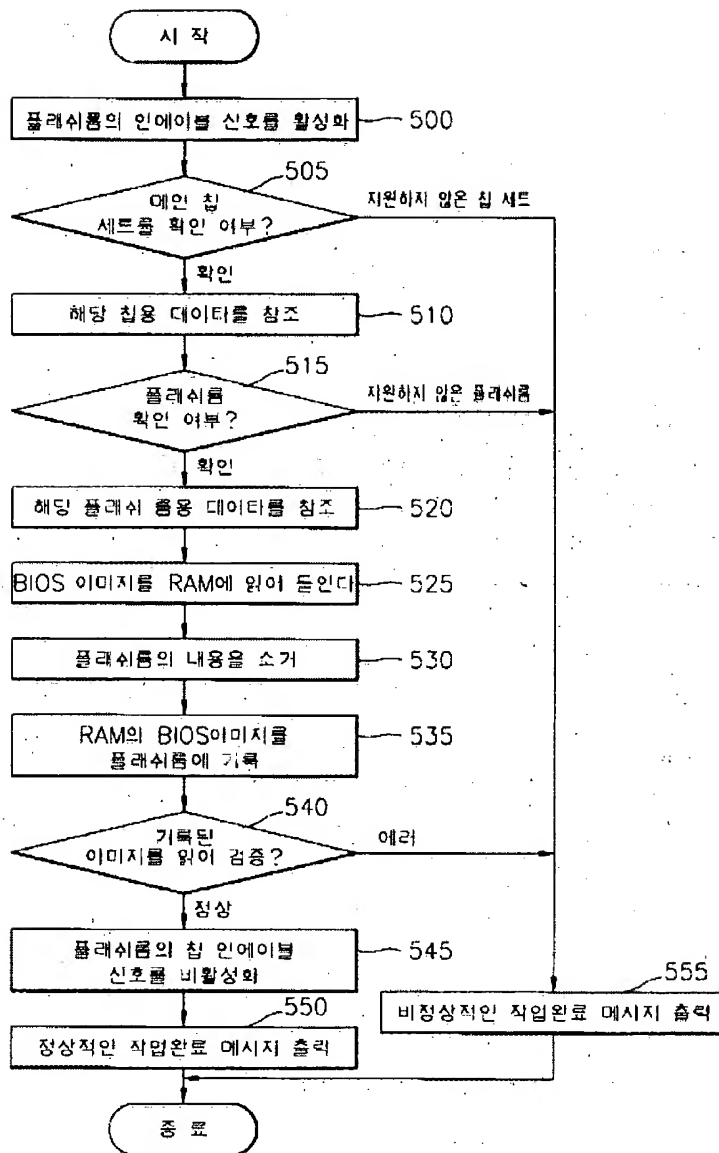 시 작
플래쉬롬의 인에이블 신호를 활성화
500
505
메인 칩
세트를 확인 여부?
지원하지 않은 칩 세트
확인
해당 칩용 데이타를 참조
510
515
플래쉬롬
확인 여부?
지원하지 않은 플래쉬롬
확인
해당 플래쉬 롬용 데이타를 참조
520
BIOS 이미지를 RAM에 읽어 들인다
525
플래쉬롬의 내용을 소거
530
RAM의 BIOS이미지를
플래쉬롬에 기록
535
540
기록된
이미지를 읽어 검증?
에러
정상
플래쉬롬의 칩 인에이블
신호를 비활성화
545
550
정상적인 작업완료 메시지 출력
555
비정상적인 작업완료 메시지 출력
종 료